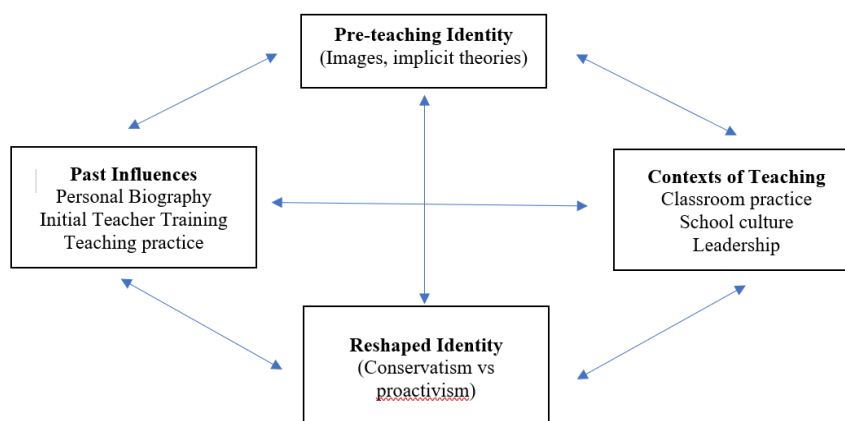 Pre-teaching Identity
(Images, implicit theories)
Past Influences
Personal Biography
Initial Teacher Training
Teaching practice
Contexts of Teaching
Classroom practice
School culture
Leadership
Reshaped Identity
(Conservatism vs
proactivism)